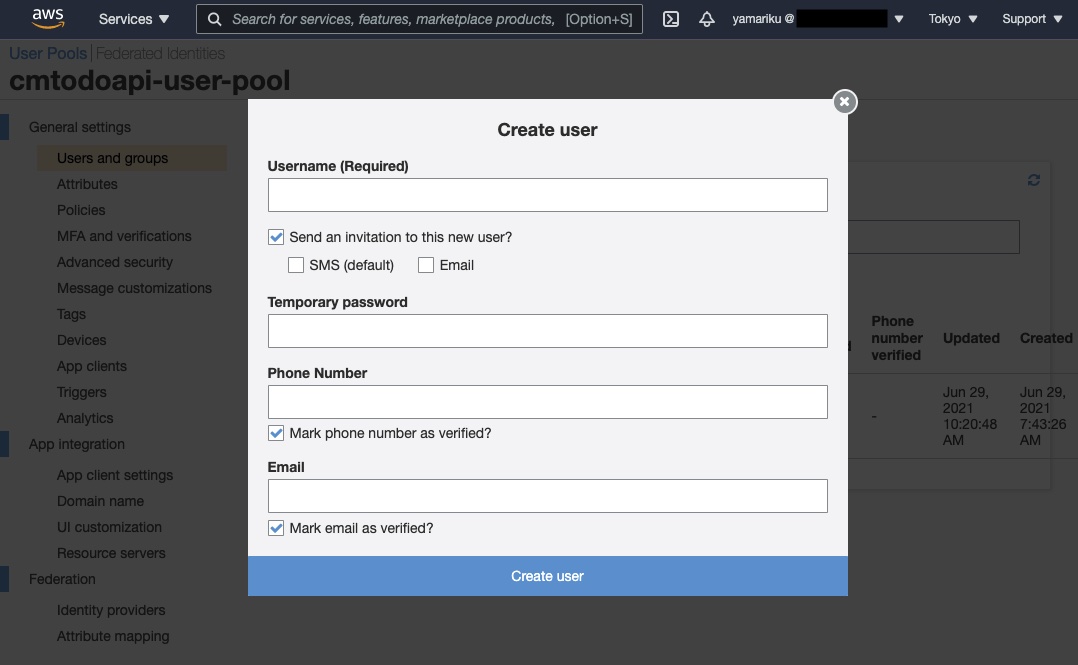 aws
Services ▼
Search for services, features, marketplace products, [Option+S]
yamariku @
▼
Tokyo ▼
Support ▼
User Pools | Federated Identities
cmtodoapi-user-pool
General settings
Users and groups
Attributes
Policies
MFA and verifications
Advanced security
Message customizations
Tags
Devices
App clients
Triggers
Analytics
App integration
App client settings
Domain name
UI customization
Resource servers
Federation
Identity providers
Attribute mapping
Create user
Username (Required)
Send an invitation to this new user?
SMS (default)
Email
Temporary password
Phone Number
Mark phone number as verified?
Email
Mark email as verified?
Create user
Phone
number
verified
Updated
Created
-
Jun 29,
2021
10:20:48
AM
Jun 29,
2021
7:43:26
AM